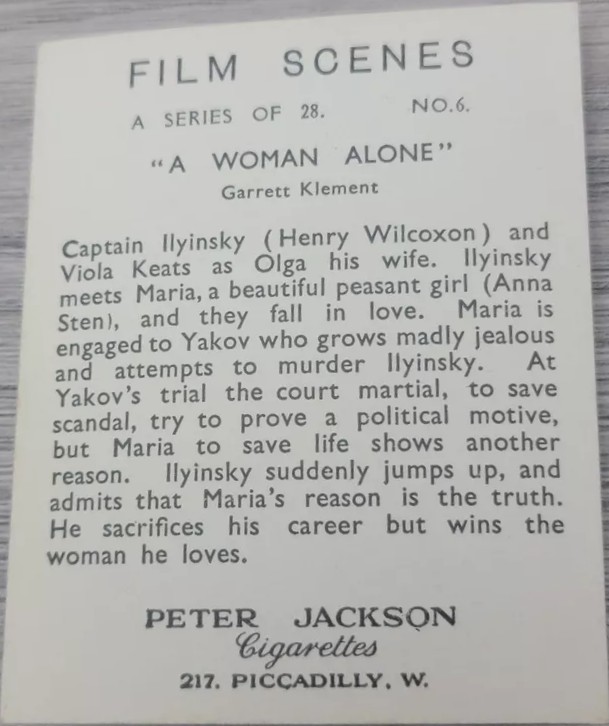 FILM SCENES
A SERIES OF 28. NO.6.
"A WOMAN ALONE"
Garrett Klement
Captain Ilyinsky (Henry Wilcoxon) and
Viola Keats as Olga his wife. Ilyinsky
meets Maria, a beautiful peasant girl (Anna
Sten), and they fall in love. Maria is
engaged to Yakov who grows madly jealous
and attempts to murder Ilyinsky. At
Yakov's trial the court martial, to save
scandal, try to prove a political motive,
but Maria to save life shows another
reason. Ilyinsky suddenly jumps up, and
admits that Maria's reason is the truth.
He sacrifices his career but wins the
woman he loves.
PETER JACKSON
Cigarettes
217. PICCADILLY, W.